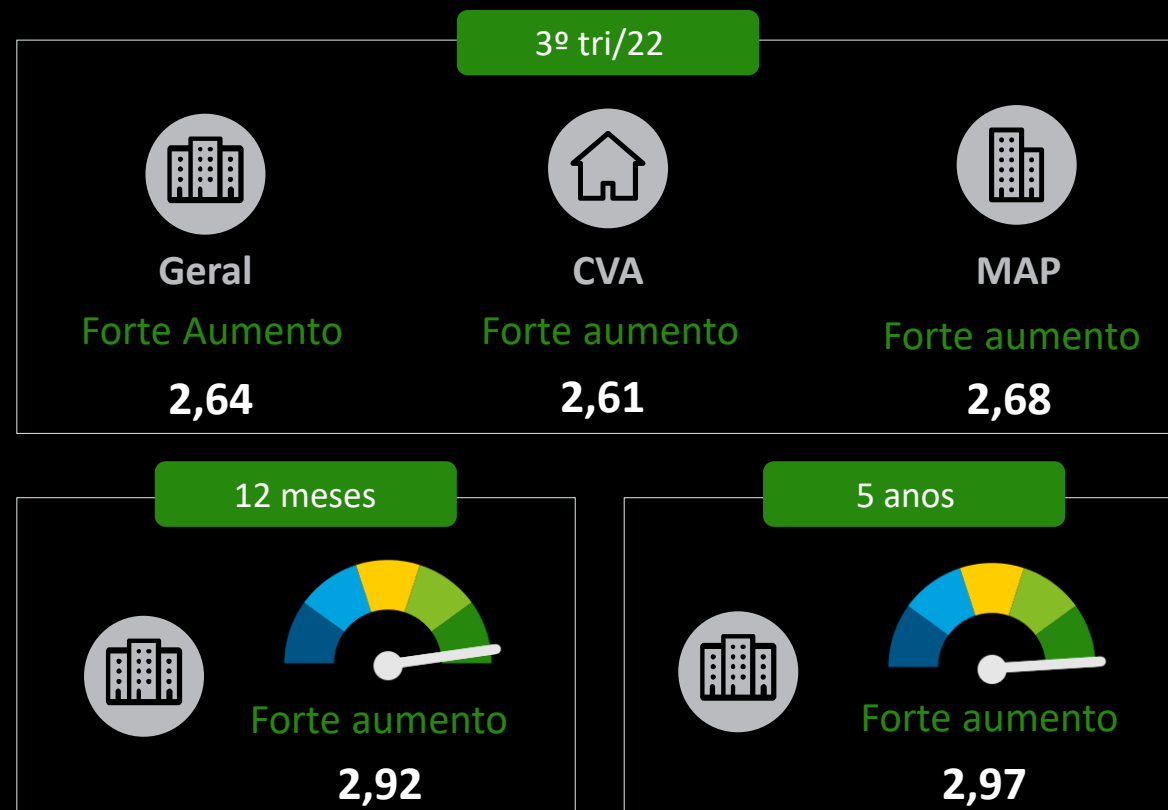 3º tri/22
Geral
Forte Aumento
2,64
CVA
Forte aumento
2,61
MAP
Forte aumento
2,68
12 meses
Forte aumento
2,92
5 anos
Forte aumento
2,97